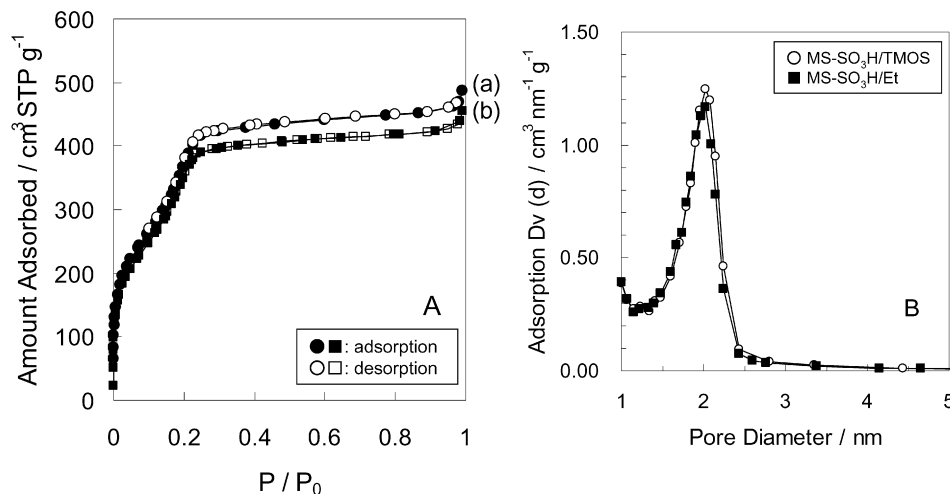 600
500
400
300
200
100
0
Amount Adsorbed / cm³ STP g⁻¹
(a)
(b)
A
●■: adsorption
○□: desorption
0 0.2 0.4 0.6 0.8 1
P / P₀
1.50
1.00
0.50
0.00
Adsorption Dv (d) / cm³ nm⁻¹ g⁻¹
MS-SO₃H/TMOS
MS-SO₃H/Et
B
1 2 3 4 5
Pore Diameter / nm